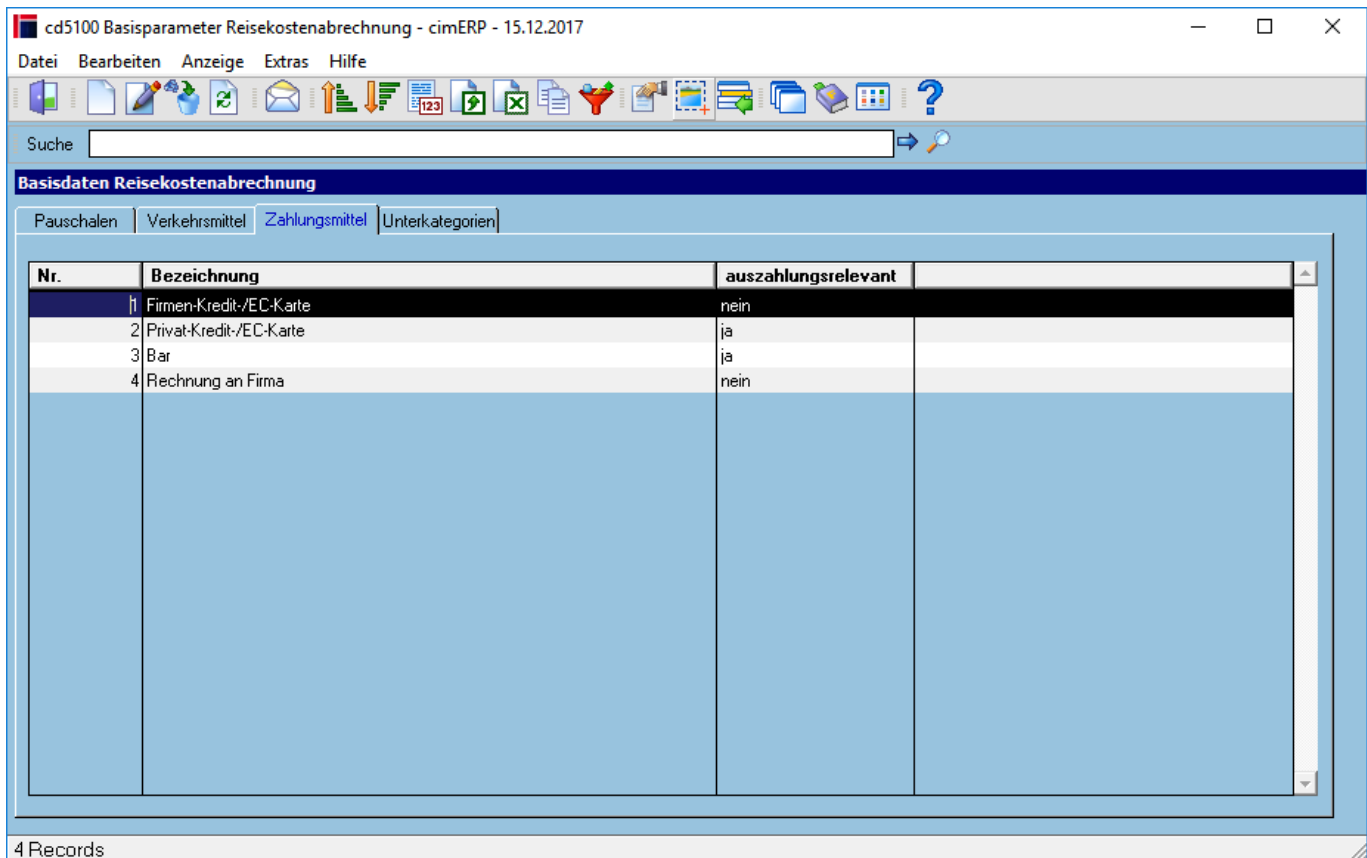 cd5100 Basisparameter Reisekostenabrechnung - cimERP - 15.12.2017
Datei Bearbeiten Anzeige Extras Hilfe
123
Suche
Basisdaten Reisekostenabrechnung
Pauschalen Verkehrsmittel Zahlungsmittel Unterkategorien
Nr. Bezeichnung auszahlungsrelevant
1 Firmen-Kredit-/EC-Karte nein
2 Privat-Kredit-/EC-Karte ja
3 Bar ja
4 Rechnung an Firma nein
4 Records